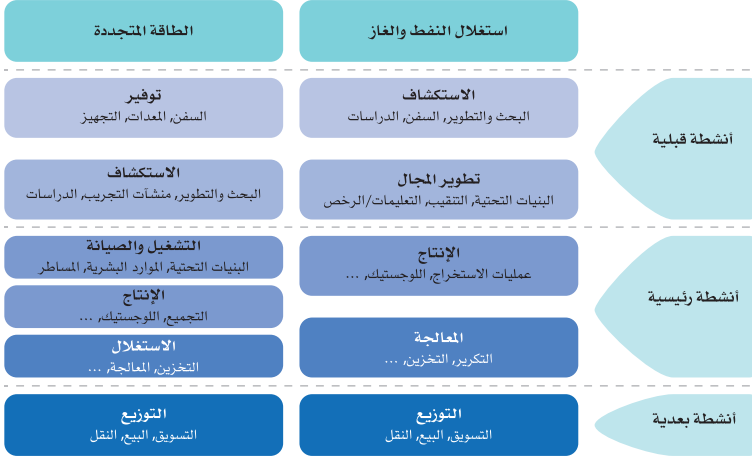 استغلال النفط والغاز
الطاقة المتجددة
أنشطة قبلية
الاستكشاف
البحث والتطوير, السفن, الدراسات
توفير
السفن, المعدات, التجهيز
تطوير المجال
البنيات التحتية, التنقيب, التعليمات/الرخص
الاستكشاف
البحث والتطوير, منشآت التجريب, الدراسات
أنشطة رئيسية
الإنتاج
عمليات الاستخراج, اللوجستيك, ...
التشغيل والصيانة
البنيات التحتية, الموارد البشرية, المساطر
الإنتاج
التجميع, اللوجستيك, ...
المعالجة
التكرير, التخزين, ...
الاستغلال
التخزين, المعالجة, ...
أنشطة بعدية
التوزيع
التسويق, البيع, النقل
التوزيع
التسويق, البيع, النقل